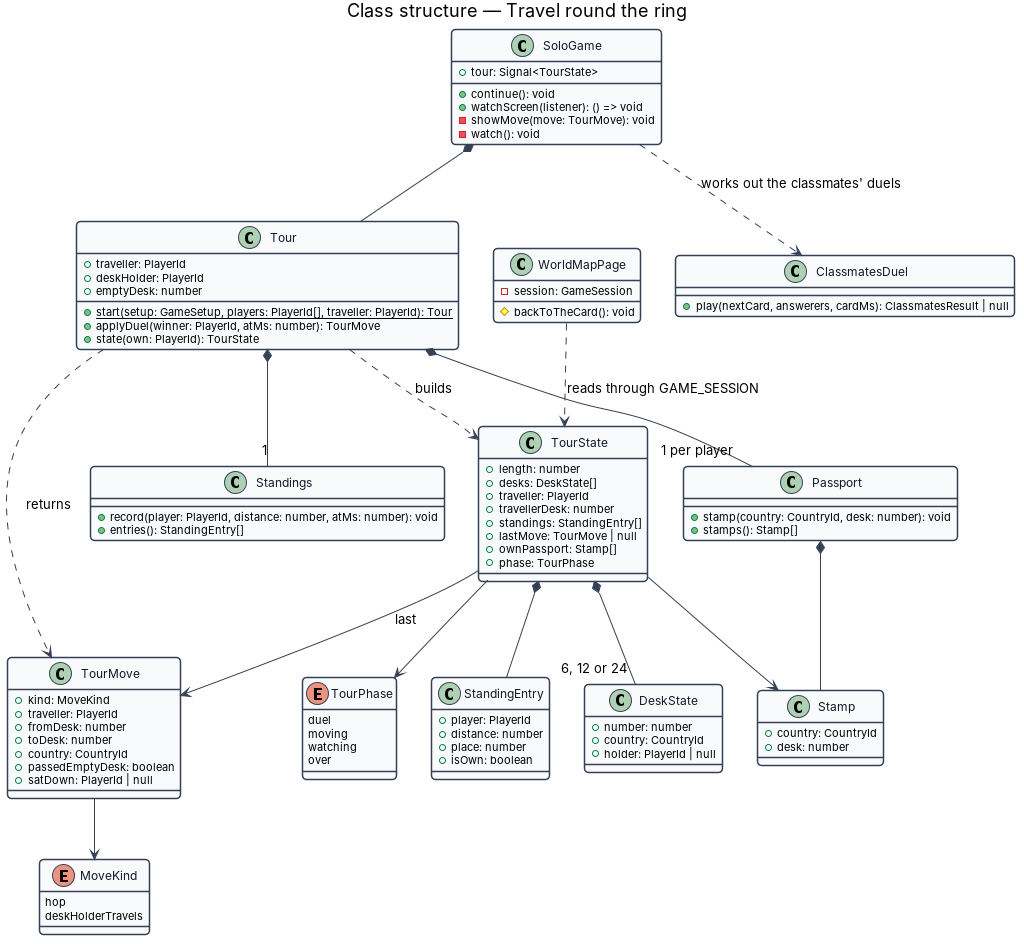 Class structure — Travel round the ring
C SoloGame
tour: Signal<TourState>
continue(): void
watchScreen(listener): () => void
showMove(move: TourMove): void
watch(): void
works out the classmates' duels
C Tour
traveller: PlayerId
deskHolder: PlayerId
emptyDesk: number
start(setup: GameSetup, players: PlayerId[], traveller: PlayerId): Tour
applyDuel(winner: PlayerId, atMs: number): TourMove
state(own: PlayerId): TourState
C WorldMapPage
session: GameSession
backToTheCard(): void
C ClassmatesDuel
play(nextCard, answerers, cardMs): ClassmatesResult | null
builds
reads through GAME_SESSION
1
1 per player
returns
C Standings
record(player: PlayerId, distance: number, atMs: number): void
entries(): StandingEntry[]
C TourState
length: number
desks: DeskState[]
traveller: PlayerId
travellerDesk: number
standings: StandingEntry[]
lastMove: TourMove | null
ownPassport: Stamp[]
phase: TourPhase
C Passport
stamp(country: CountryId, desk: number): void
stamps(): Stamp[]
last
6, 12 or 24
C TourMove
kind: MoveKind
traveller: PlayerId
fromDesk: number
toDesk: number
country: CountryId
passedEmptyDesk: boolean
satDown: PlayerId | null
E TourPhase
duel
moving
watching
over
C StandingEntry
player: PlayerId
distance: number
place: number
isOwn: boolean
C DeskState
number: number
country: CountryId
holder: PlayerId | null
C Stamp
country: CountryId
desk: number
E MoveKind
hop
deskHolderTravels